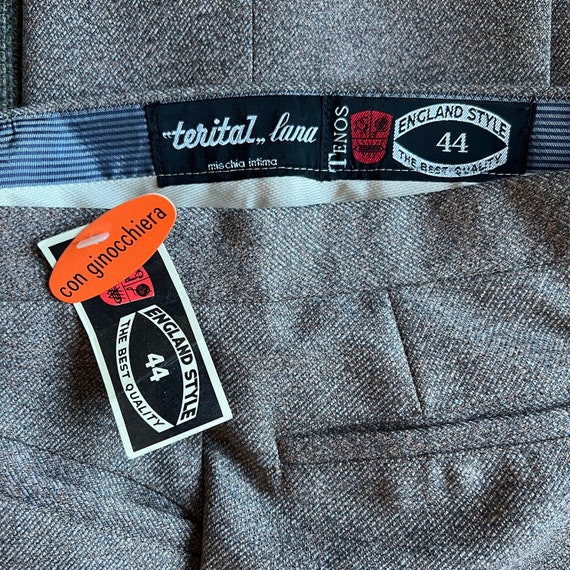 "terital„ lana
mischia intima
TENOS
ENGLAND STYLE
44
THE BEST QUALITY
con ginocchiera
ENGLAND STYLE
44
THE BEST QUALITY